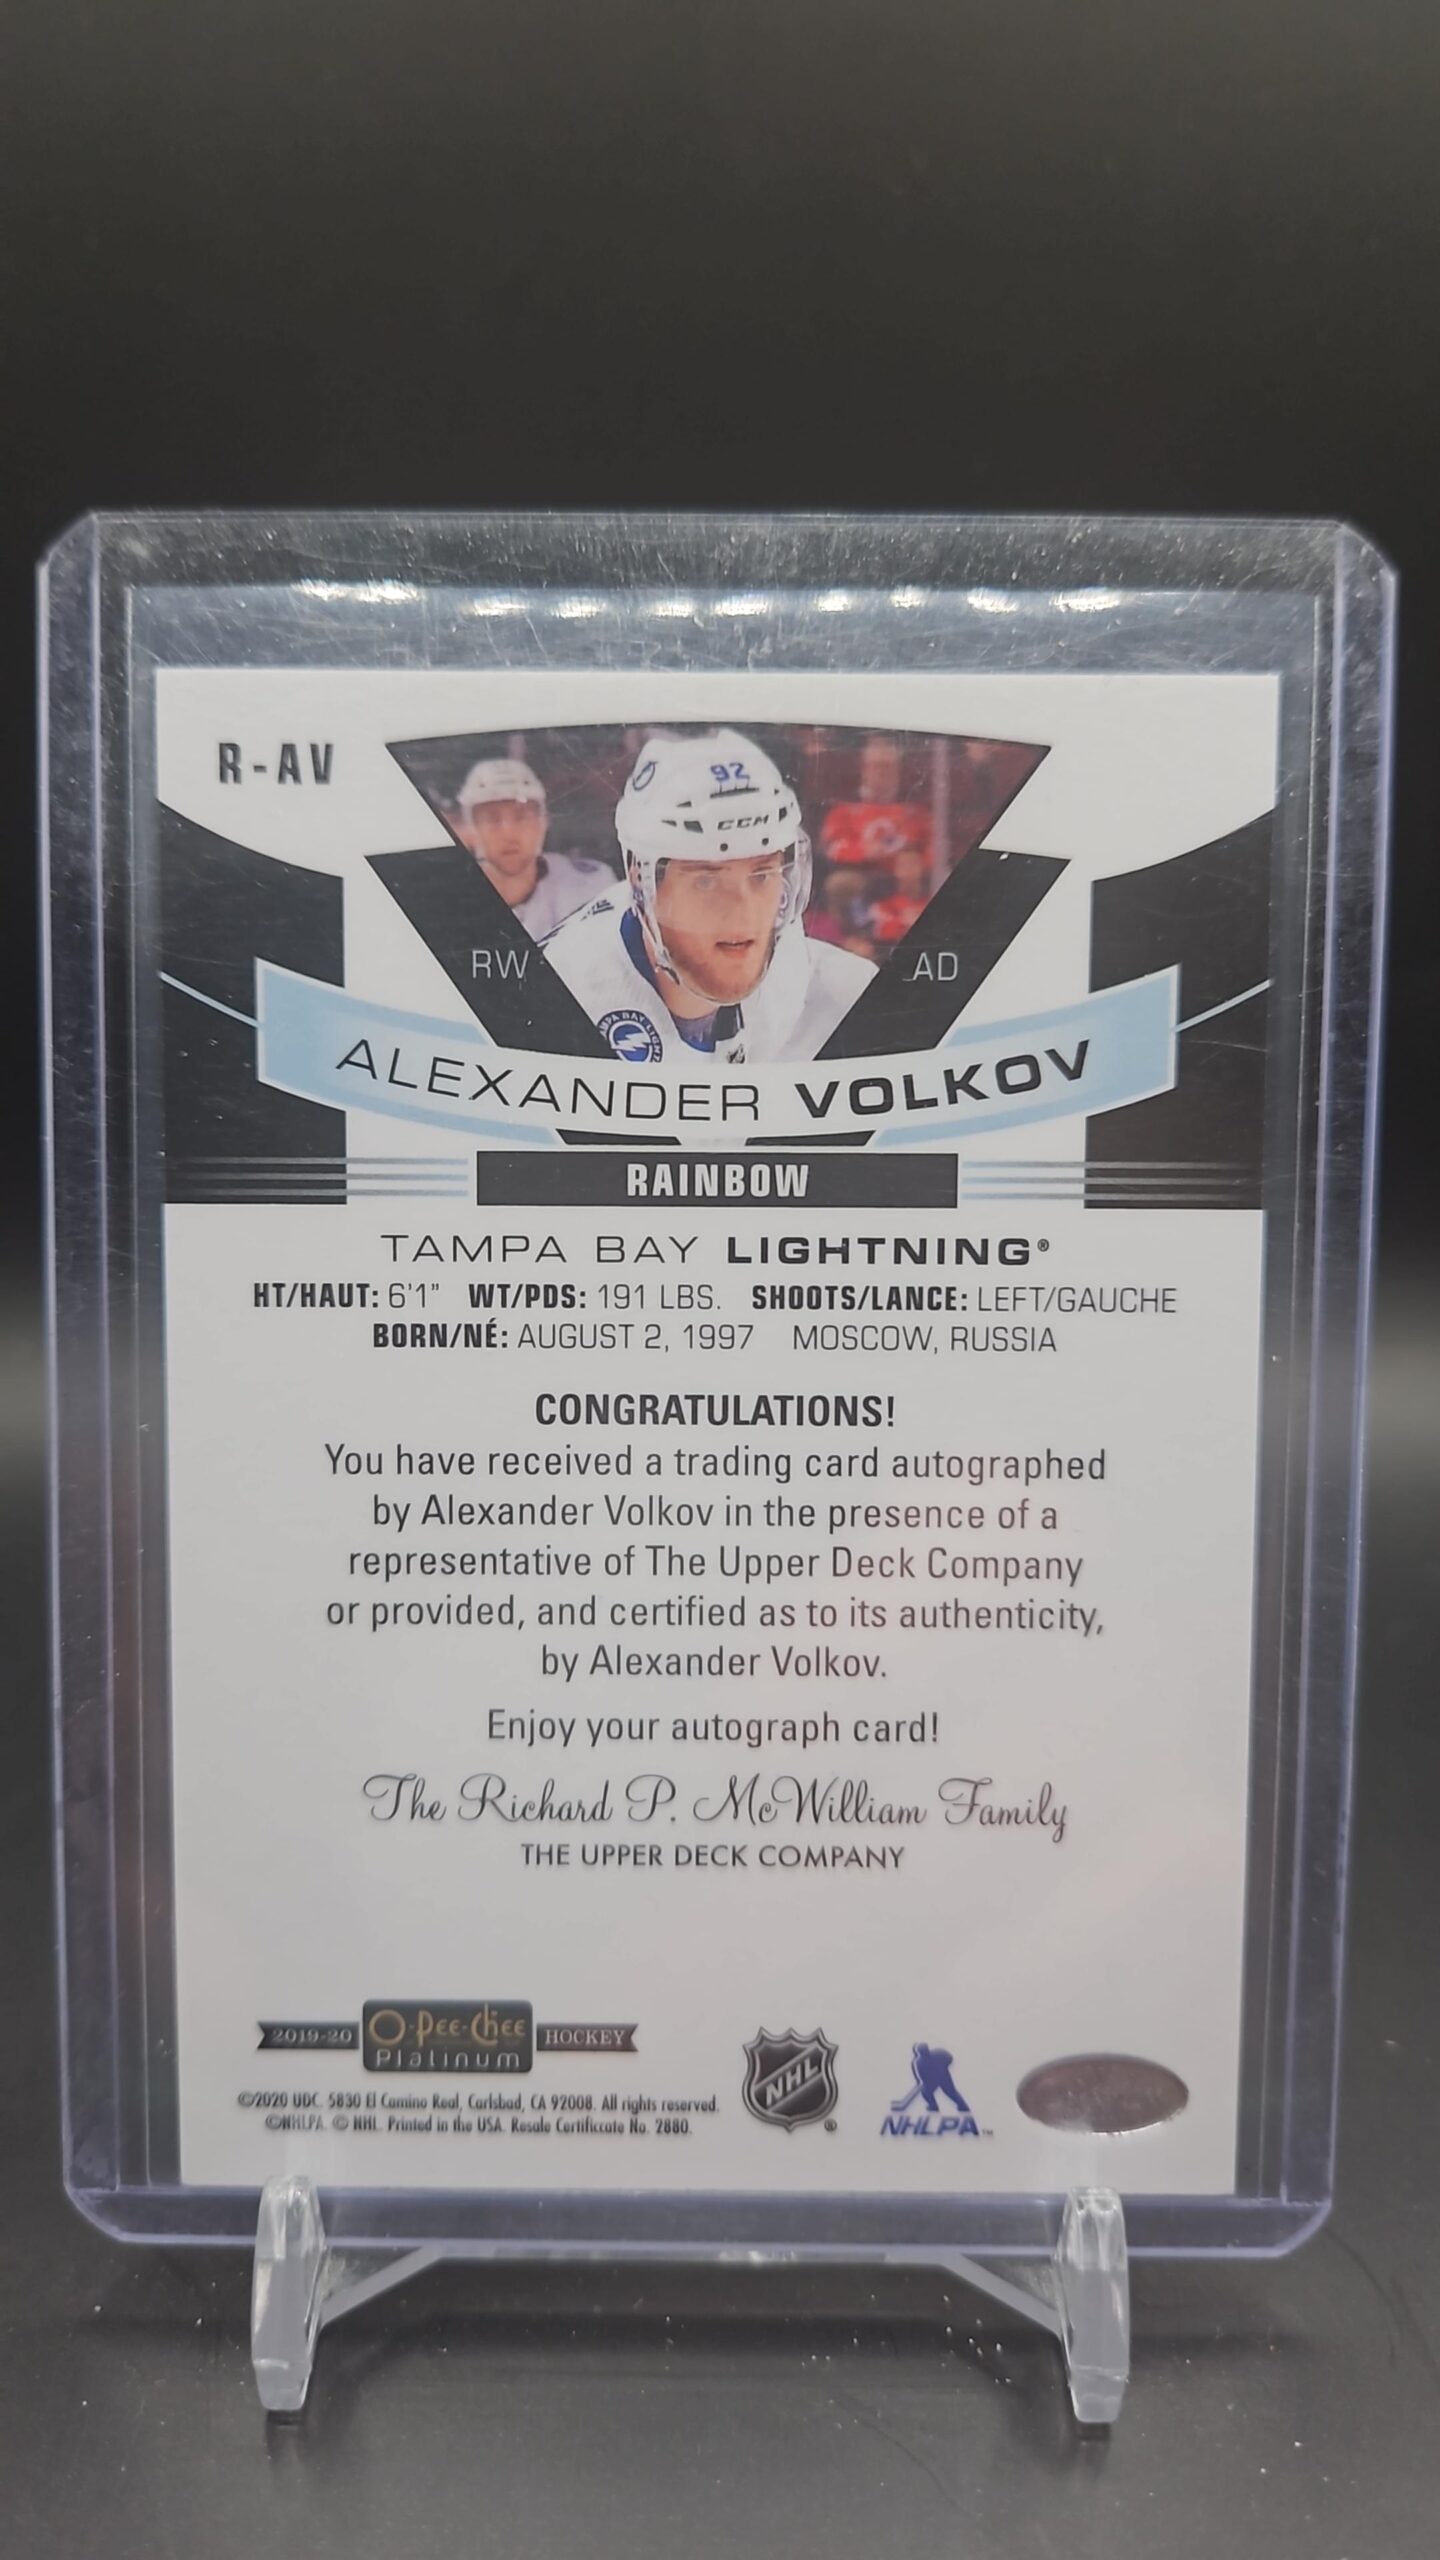 R-AV
92
CCM
RW
AD
ALEXANDER VOLKOV
RAINBOW
TAMPA BAY LIGHTNING®
HT/HAUT: 6'1" WT/PDS: 191 LBS. SHOOTS/LANCE: LEFT/GAUCHE
BORN/NÉ: AUGUST 2, 1997 MOSCOW, RUSSIA
CONGRATULATIONS!
You have received a trading card autographed
by Alexander Volkov in the presence of a
representative of The Upper Deck Company
or provided, and certified as to its authenticity,
by Alexander Volkov.
Enjoy your autograph card!
The Richard P. McWilliam Family
THE UPPER DECK COMPANY
2019-20 O-Pee-Chee HOCKEY
Platinum
©2020 UDC. 5830 El Camino Real, Carlsbad, CA 92008. All rights reserved.
©NHLPA. © NHL. Printed in the USA. Resale Certificate No. 2880.
NHL®
NHLPA™